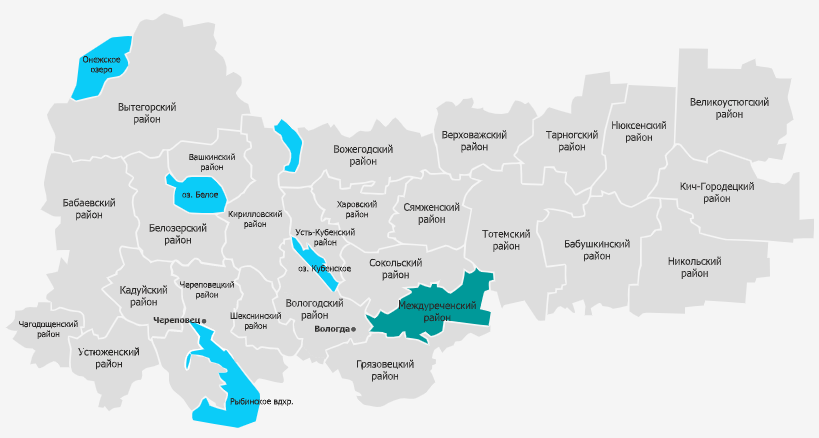 Онежское
озеро
Вытегорский
район
Великоустюгский
район
Нюксенский
район
Тарногский
район
Верховажский
район
Вожегодский
район
Вашкинский
район
оз. Белое
Кич-Городецкий
район
Бабаевский
район
Кирилловский
район
Харовский
район
Сямженский
район
Белозерский
район
Усть-Кубенский
район
Тотемский
район
Бабушкинский
район
оз. Кубенское
Сокольский
район
Никольский
район
Кадуйский
район
Череповецкий
район
Вологодский
район
Междуреченский
район
Чагодощенский
район
Череповец
Шекснинский
район
Вологда
Устюженский
район
Грязовецкий
район
Рыбинское вдхр.